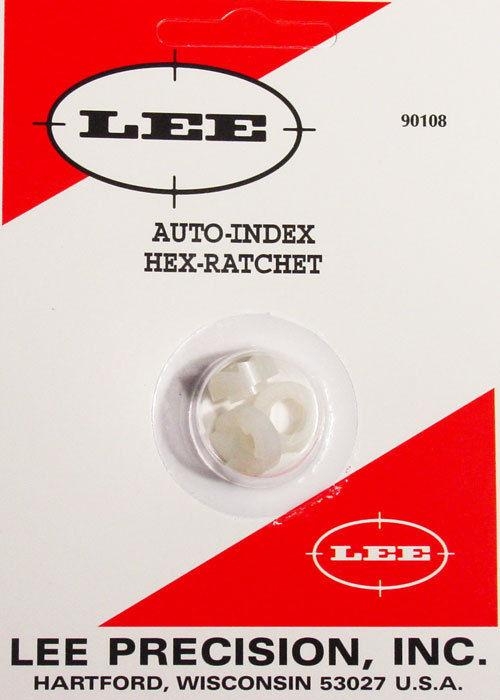 LEE
90108
AUTO-INDEX
HEX-RATCHET
LEE
LEE PRECISION, INC.
HARTFORD, WISCONSIN 53027 U.S.A.